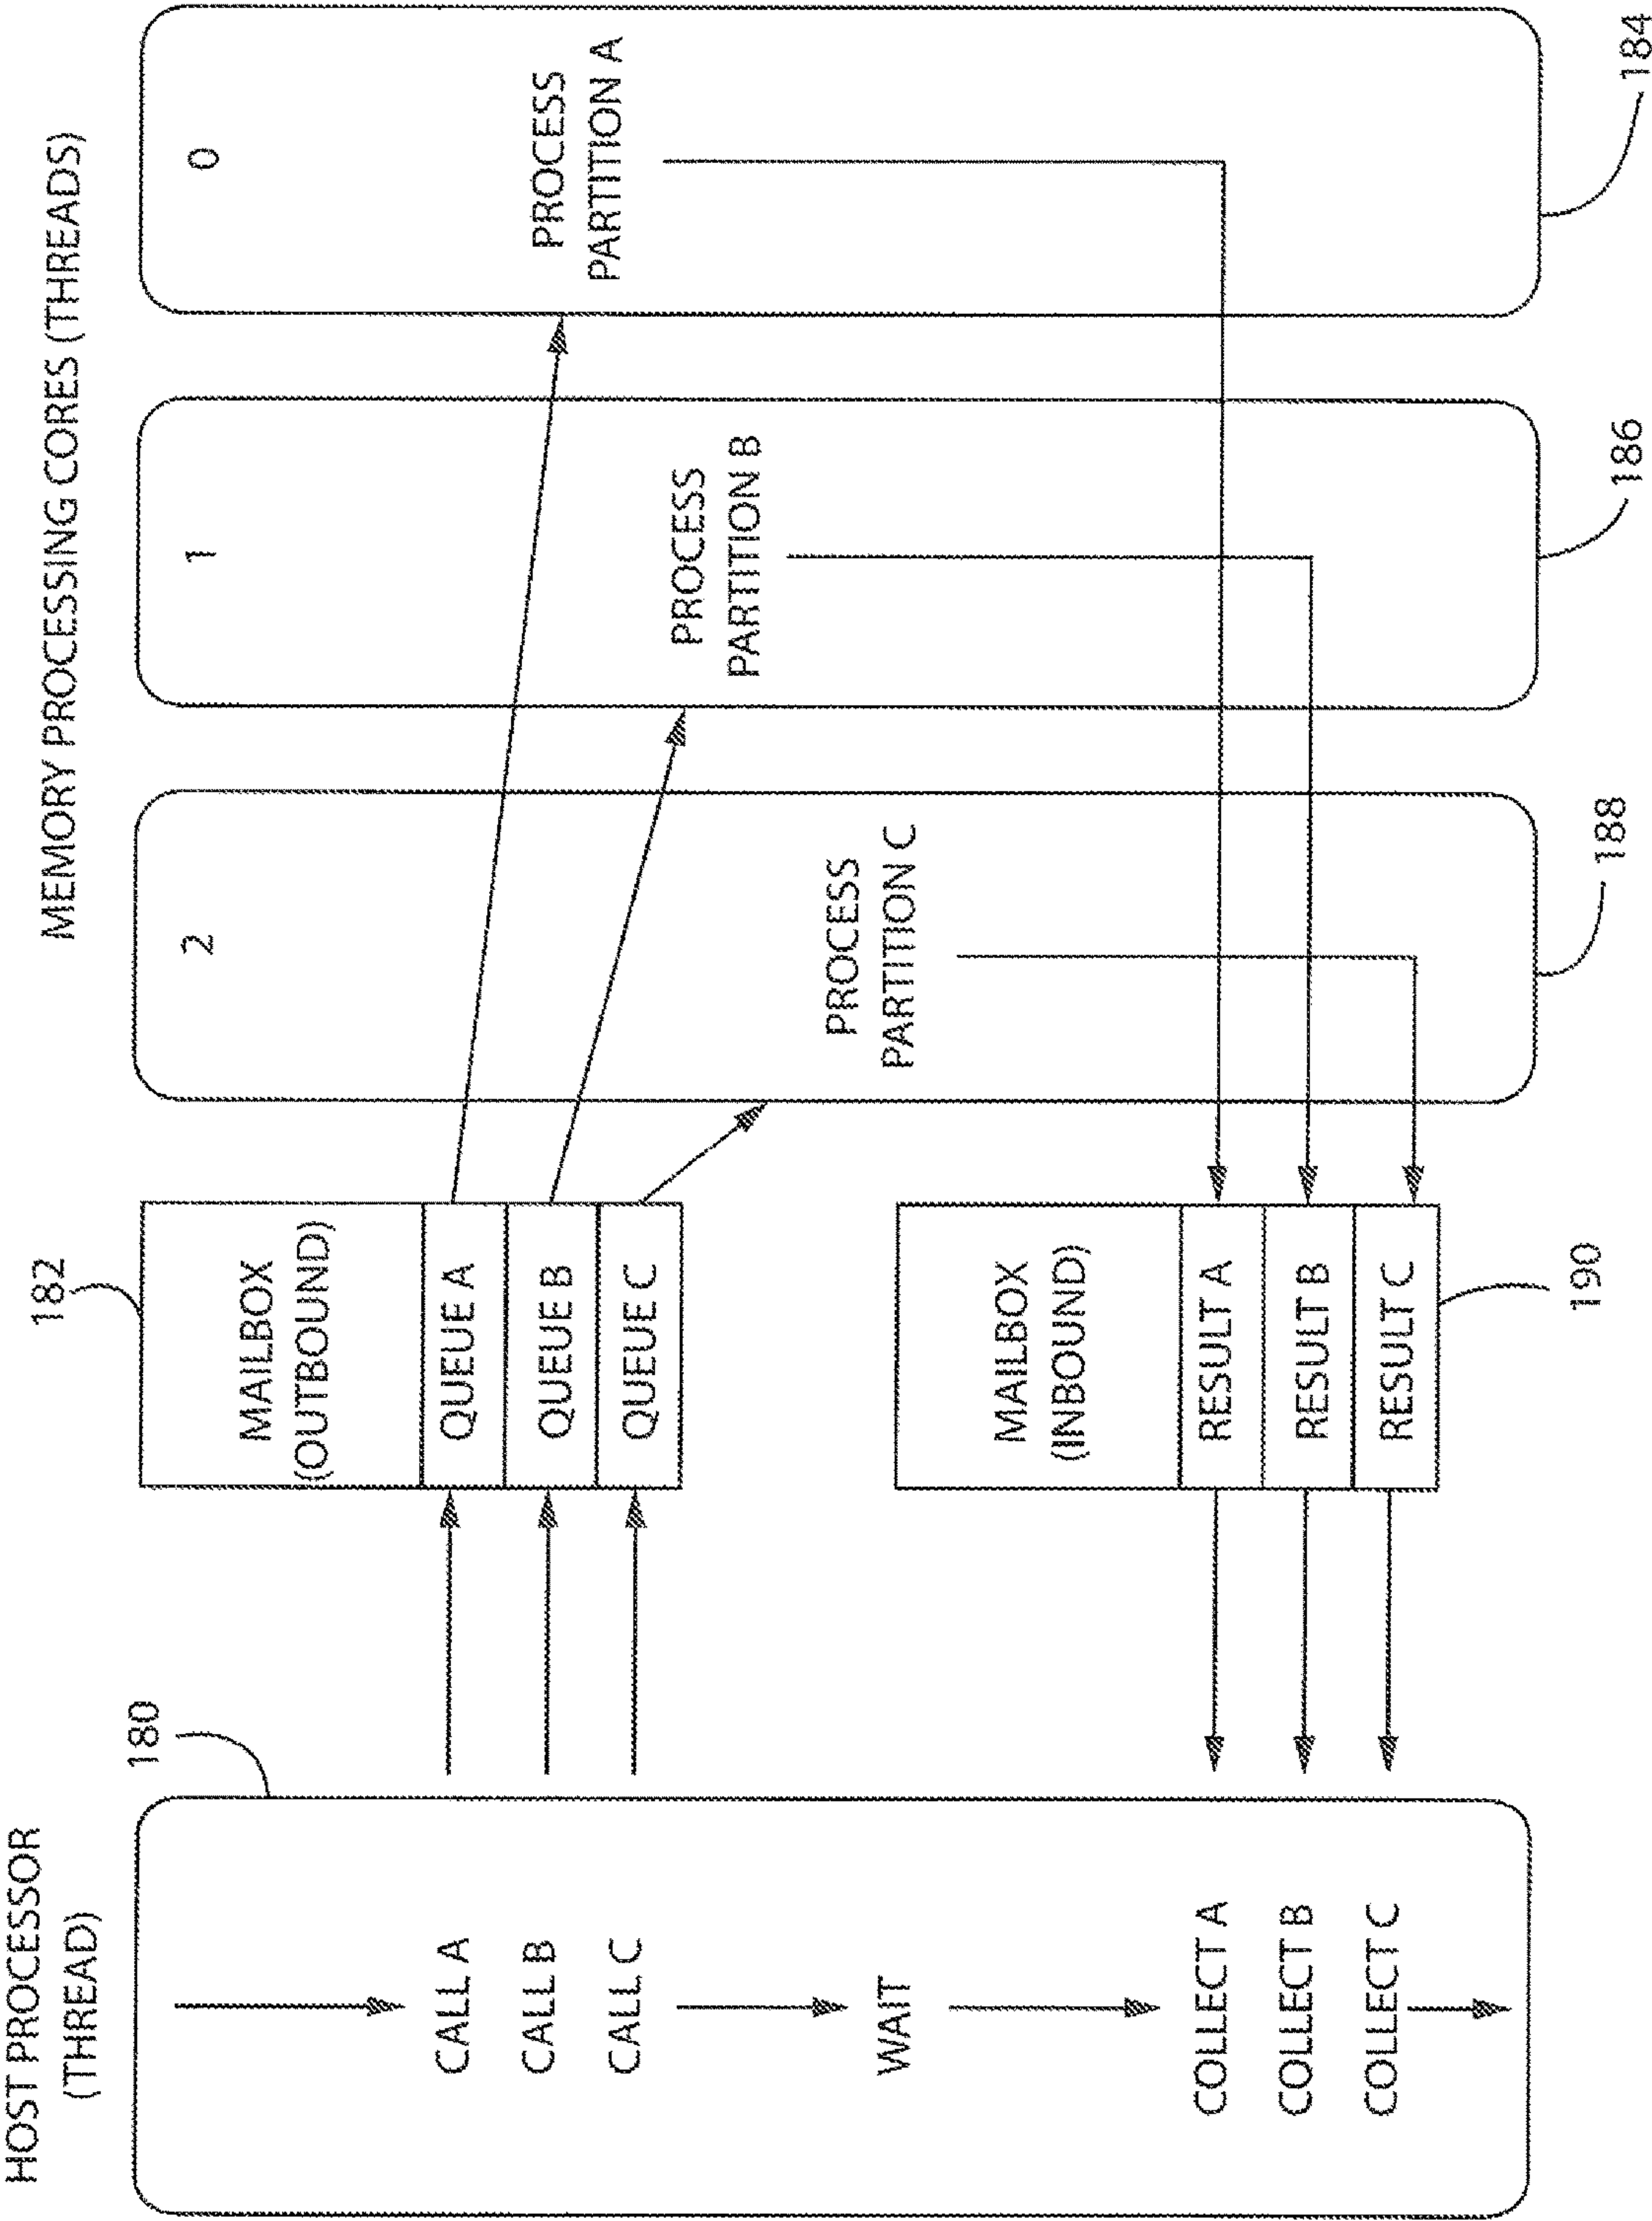 HOST PROCESSOR
(THREAD)
180
CALL A
CALL B
CALL C
WAIT
COLLECT A
COLLECT B
COLLECT C
182
MAILBOX
(OUTBOUND)
QUEUE A
QUEUE B
QUEUE C
MAILBOX
(INBOUND)
RESULT A
RESULT B
RESULT C
190
MEMORY PROCESSING CORES (THREADS)
2
PROCESS
PARTITION C
188
1
PROCESS
PARTITION B
186
0
PROCESS
PARTITION A
184